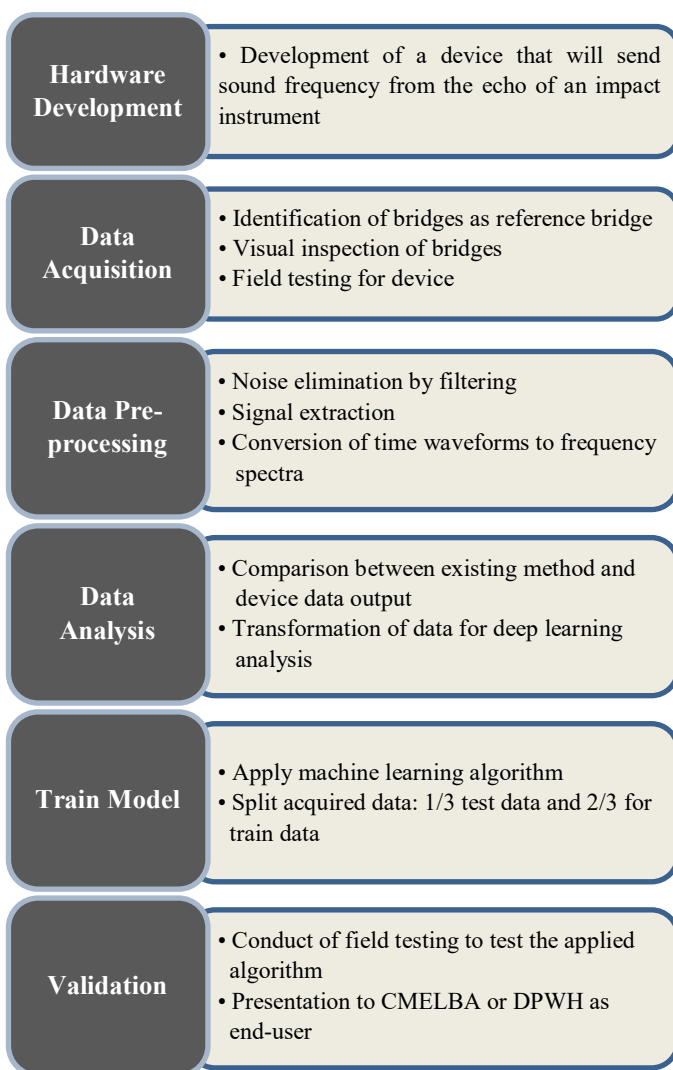 Hardware
Development
• Development of a device that will send
sound frequency from the echo of an impact
instrument
Data
Acquisition
• Identification of bridges as reference bridge
• Visual inspection of bridges
• Field testing for device
Data Pre-
processing
• Noise elimination by filtering
• Signal extraction
• Conversion of time waveforms to frequency
spectra
Data
Analysis
• Comparison between existing method and
device data output
• Transformation of data for deep learning
analysis
Train Model
• Apply machine learning algorithm
• Split acquired data: 1/3 test data and 2/3 for
train data
Validation
• Conduct of field testing to test the applied
algorithm
• Presentation to CMELBA or DPWH as
end-user